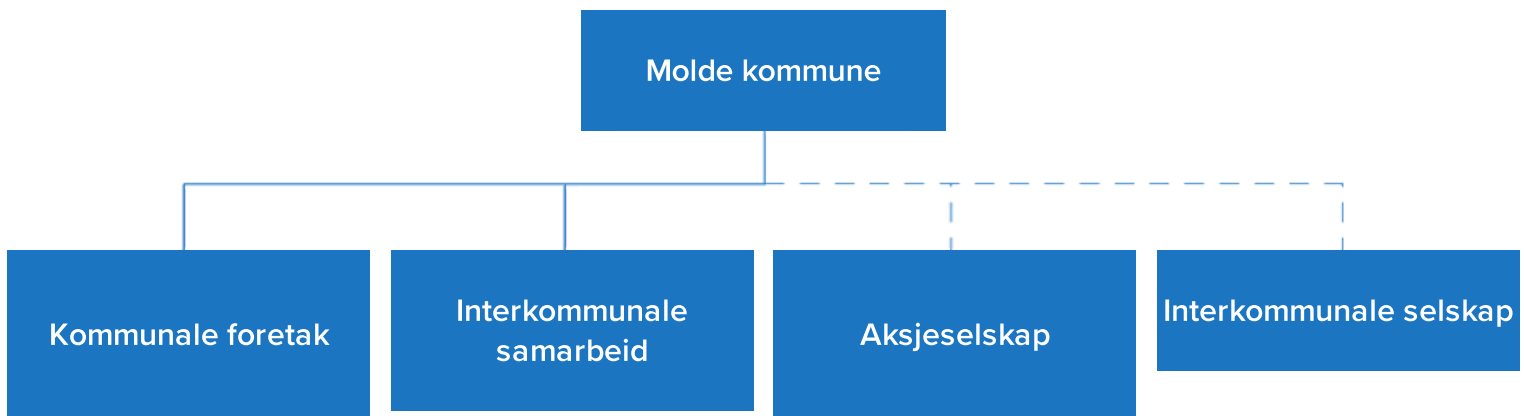 Molde kommune
Kommunale foretak
Interkommunale
samarbeid
Aksjeselskap
Interkommunale selskap